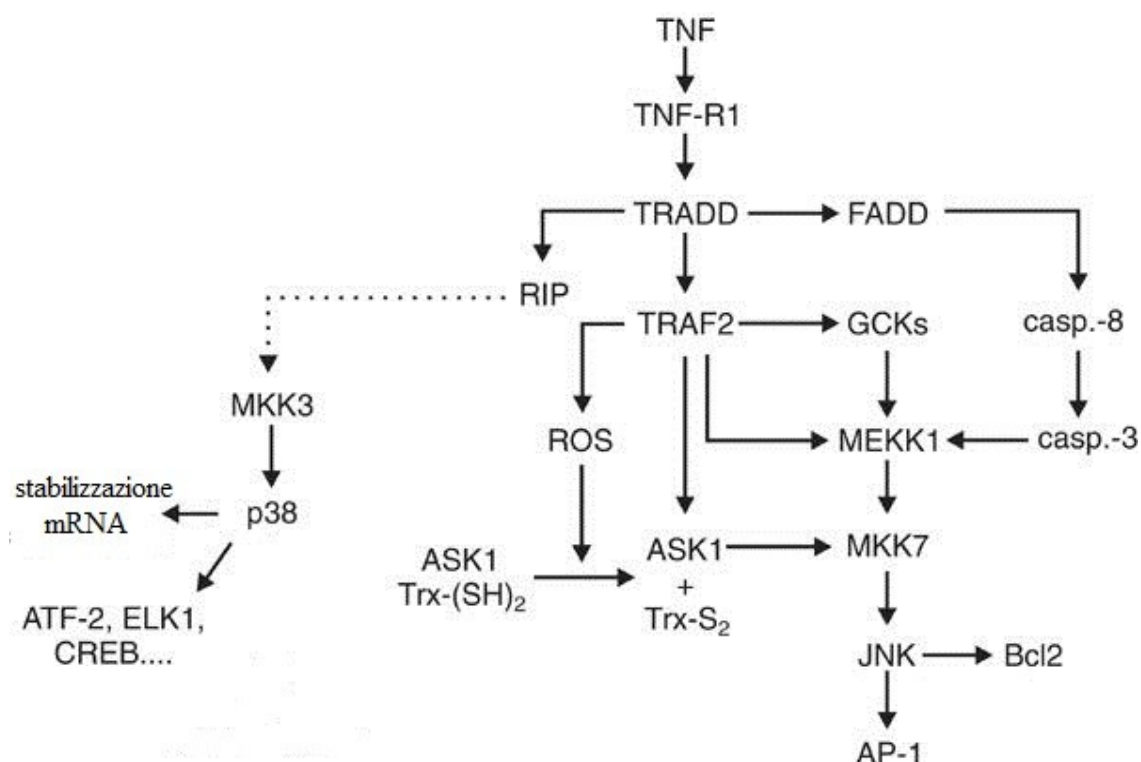 TNF
TNF-R1
TRADD
FADD
RIP
TRAF2
GCKs
casp.-8
MKK3
ROS
MEKK1
casp.-3
stabilizzazione
mRNA
p38
ASK1
Trx-(SH)₂
ASK1
+
Trx-S₂
MKK7
ATF-2, ELK1,
CREB....
JNK
Bcl2
AP-1